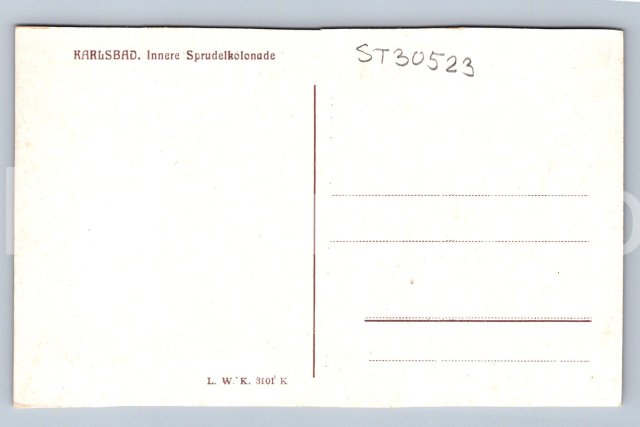 KARLSBAD. Innere Sprudelkolonade
ST30523
L. W. K. 3101 K